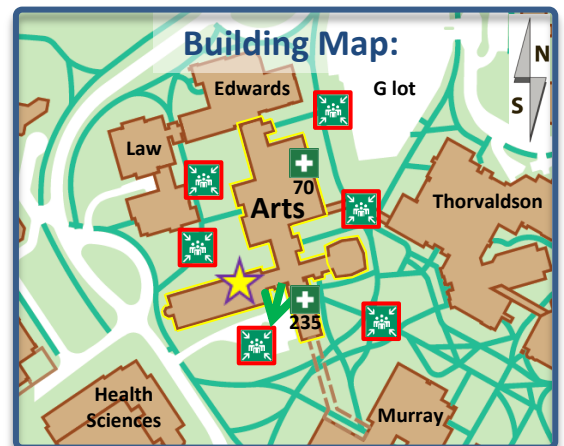 Building Map:
N
S
Edwards
G lot
Law
70
Arts
Thorvaldson
235
Health
Sciences
Murray